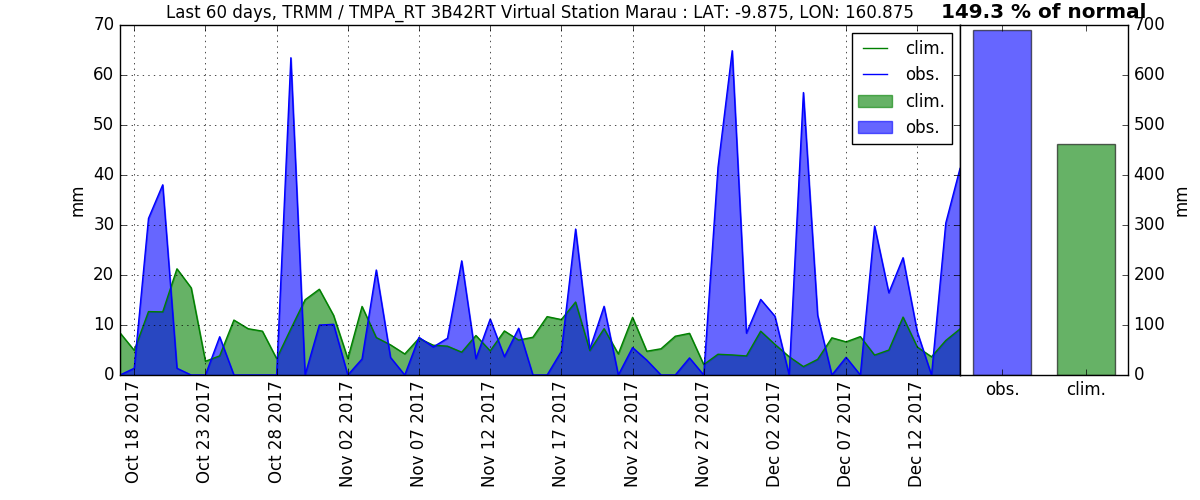 Last 60 days, TRMM / TMPA_RT 3B42RT Virtual Station Marau : LAT: -9.875, LON: 160.875
149.3 % of normal
70
60
50
40
30
20
10
0
mm
clim.
obs.
clim.
obs.
700
600
500
400
300
200
100
0
mm
obs.
clim.
Oct 18 2017
Oct 23 2017
Oct 28 2017
Nov 02 2017
Nov 07 2017
Nov 12 2017
Nov 17 2017
Nov 22 2017
Nov 27 2017
Dec 02 2017
Dec 07 2017
Dec 12 2017